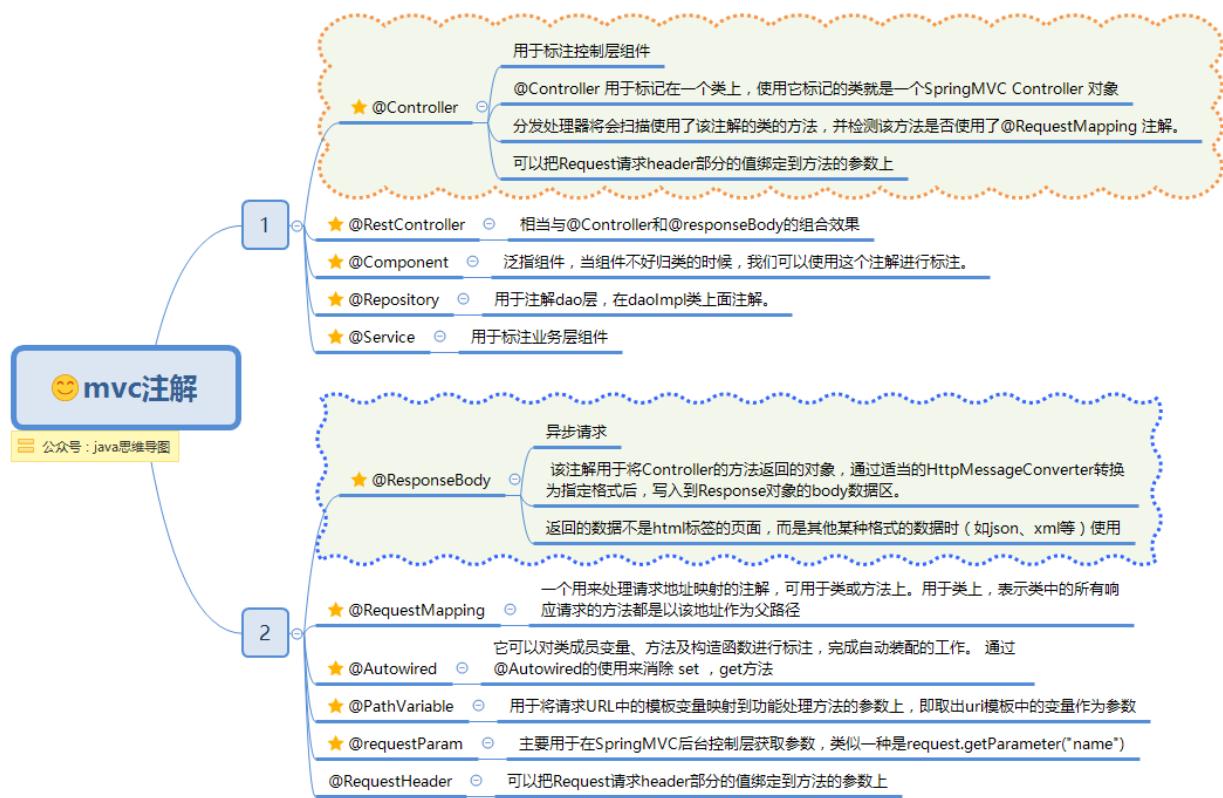 用于标注控制层组件
@Controller
@Controller 用于标记在一个类上，使用它标记的类就是一个SpringMVC Controller 对象
分发处理器将会扫描使用了该注解的类的方法，并检测该方法是否使用了@RequestMapping 注解。
可以把Request请求header部分的值绑定到方法的参数上
1
@RestController
相当与@Controller和@responseBody的组合效果
@Component
泛指组件，当组件不好归类的时候，我们可以使用这个注解进行标注。
@Repository
用于注解dao层，在daoImpl类上面注解。
@Service
用于标注业务层组件
mvc注解
公众号：java思维导图
异步请求
@ResponseBody
该注解用于将Controller的方法返回的对象，通过适当的HttpMessageConverter转换
为指定格式后，写入到Response对象的body数据区。
返回的数据不是html标签的页面，而是其他某种格式的数据时（如json、xml等）使用
2
@RequestMapping
一个用来处理请求地址映射的注解，可用于类或方法上。用于类上，表示类中的所有响
应请求的方法都是以该地址作为父路径
@Autowired
它可以对类成员变量、方法及构造函数进行标注，完成自动装配的工作。 通过
@Autowired的使用来消除 set ，get方法
@PathVariable
用于将请求URL中的模板变量映射到功能处理方法的参数上，即取出uri模板中的变量作为参数
@requestParam
主要用于在SpringMVC后台控制层获取参数，类似一种是request.getParameter("name")
@RequestHeader
可以把Request请求header部分的值绑定到方法的参数上